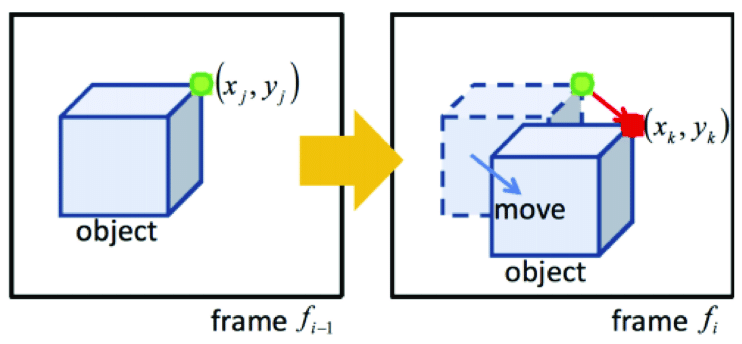 (x_j, y_j)
object
frame f_{i-1}
(x_k, y_k)
move
object
frame f_i